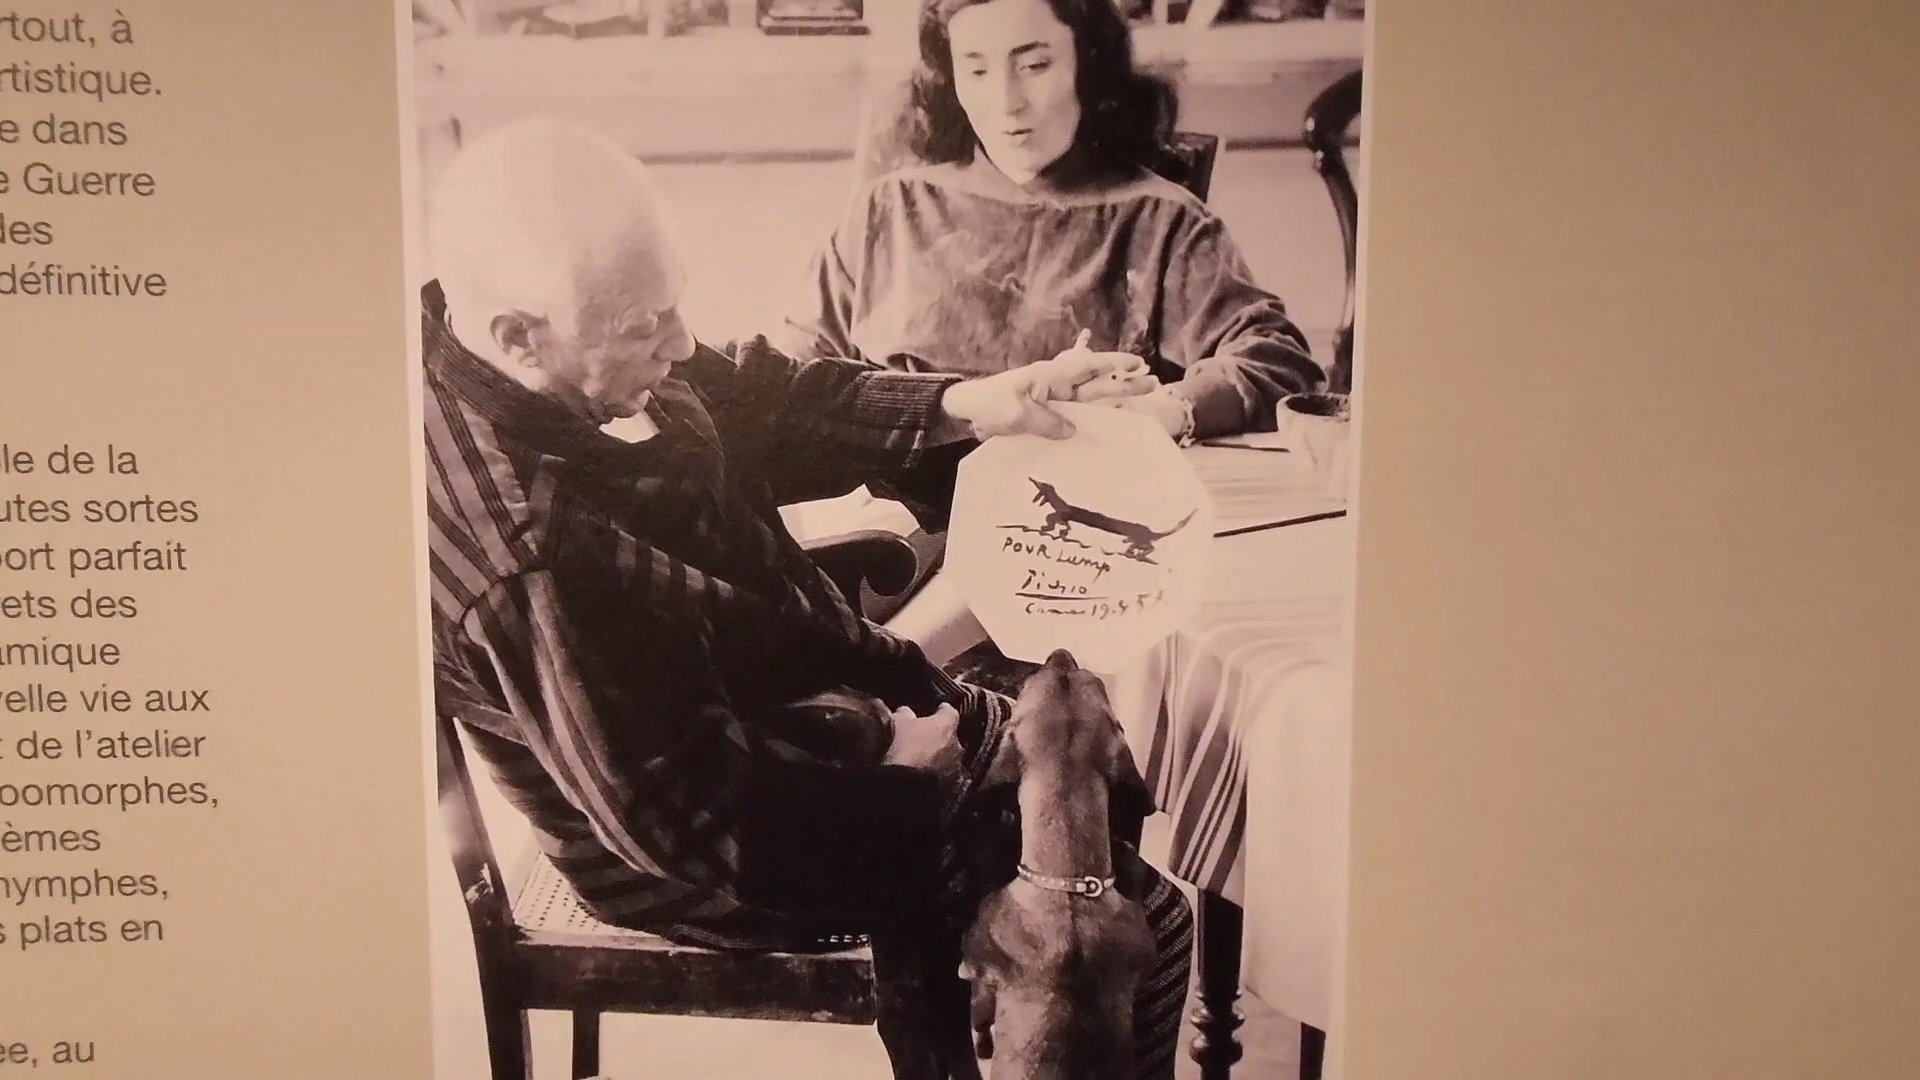 rtout, à
rtistique.
e dans
e Guerre
des
définitive
le de la
utes sortes
ort parfait
ets des
amique
velle vie aux
de l'atelier
oomorphes,
èmes
nymphes,
s plats en
ee, au
POUR Lump
Picasso
Cannes 19.4.57.